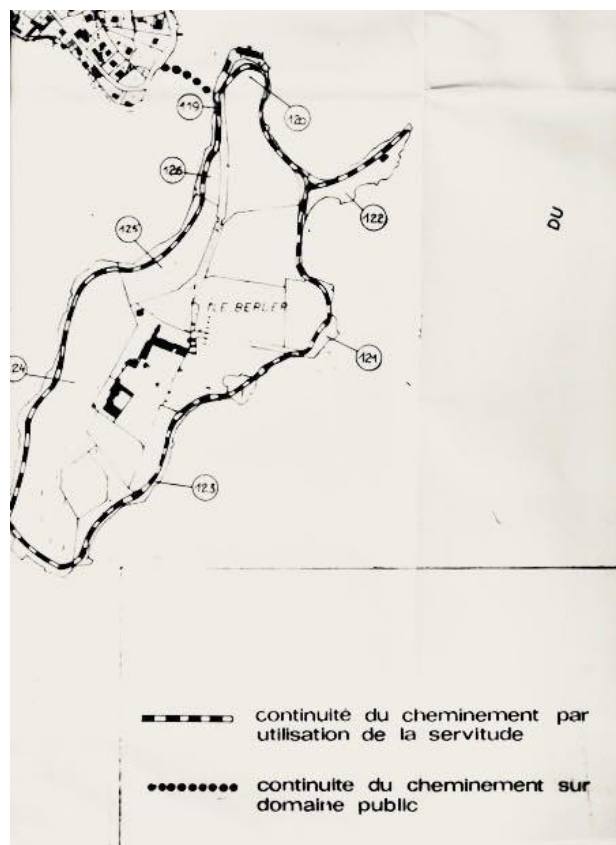 119
120
126
122
DU
125
ILE BERDER
121
24
123
continuité du cheminement par
utilisation de la servitude
continuite du cheminement sur
domaine public